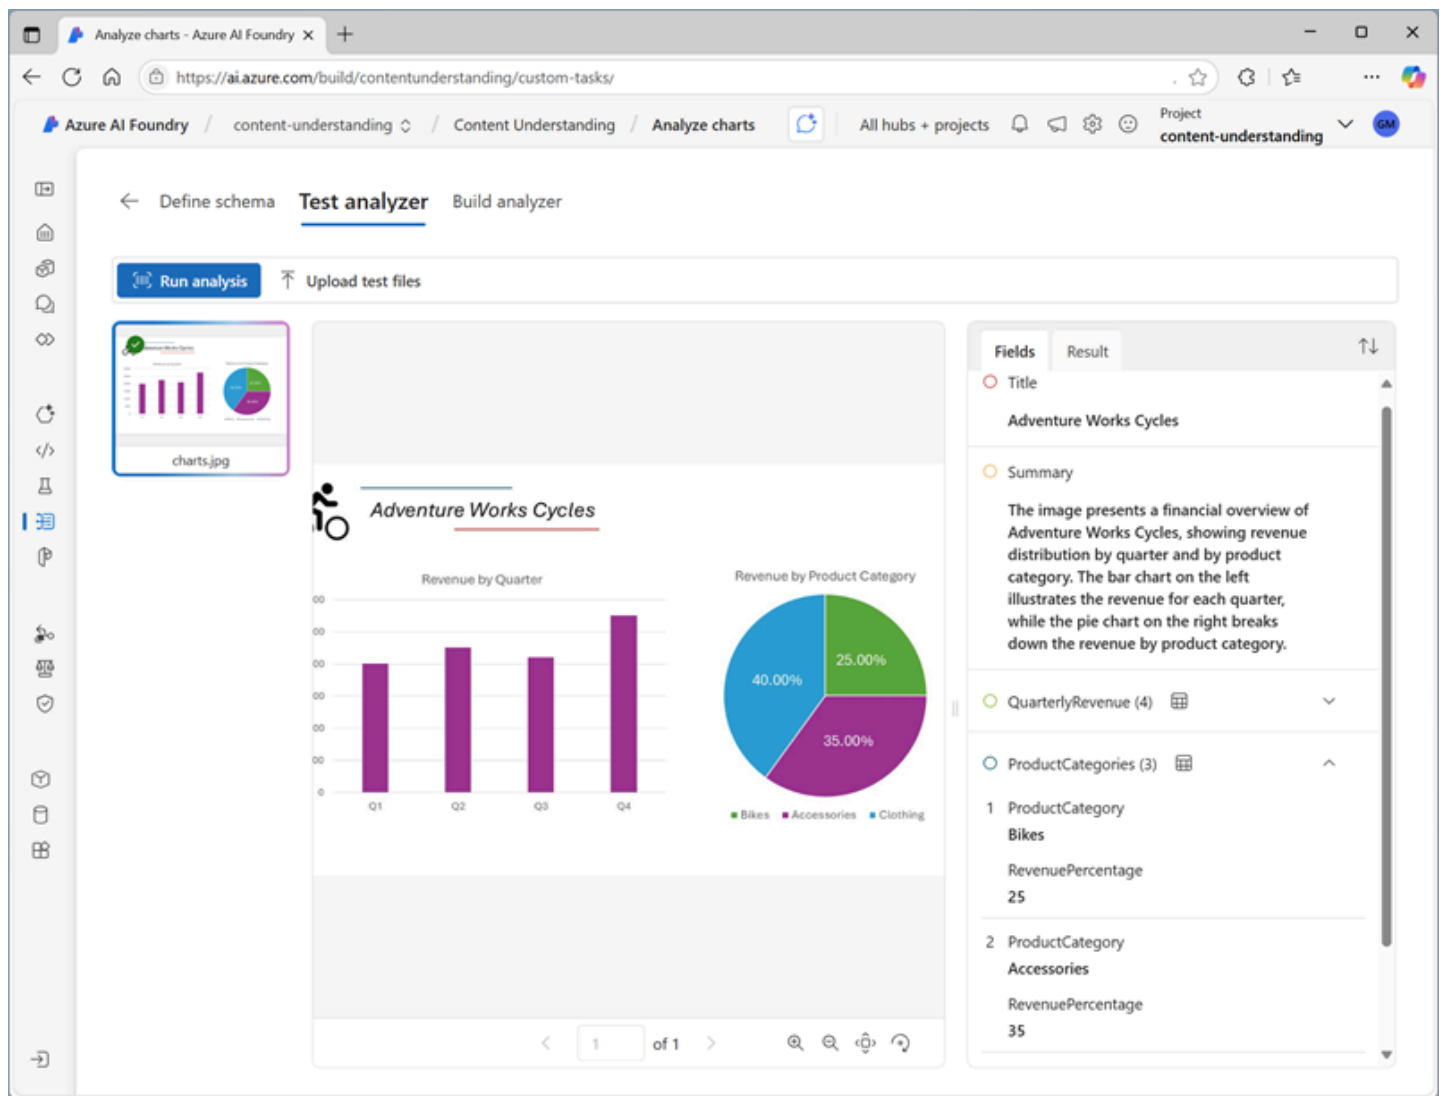 Analyze charts - Azure AI Foundry
https://ai.azure.com/build/contentunderstanding/custom-tasks/
Azure AI Foundry / content-understanding / Content Understanding / Analyze charts
All hubs + projects
Project
content-understanding
GM
Define schema
Test analyzer
Build analyzer
Run analysis
Upload test files
charts.jpg
Adventure Works Cycles
Revenue by Quarter
00
00
00
00
00
00
0
Q1
Q2
Q3
Q4
Revenue by Product Category
25.00%
40.00%
35.00%
Bikes
Accessories
Clothing
1 of 1
Fields
Result
Title
Adventure Works Cycles
Summary
The image presents a financial overview of
Adventure Works Cycles, showing revenue
distribution by quarter and by product
category. The bar chart on the left
illustrates the revenue for each quarter,
while the pie chart on the right breaks
down the revenue by product category.
QuarterlyRevenue (4)
ProductCategories (3)
1 ProductCategory
Bikes
RevenuePercentage
25
2 ProductCategory
Accessories
RevenuePercentage
35